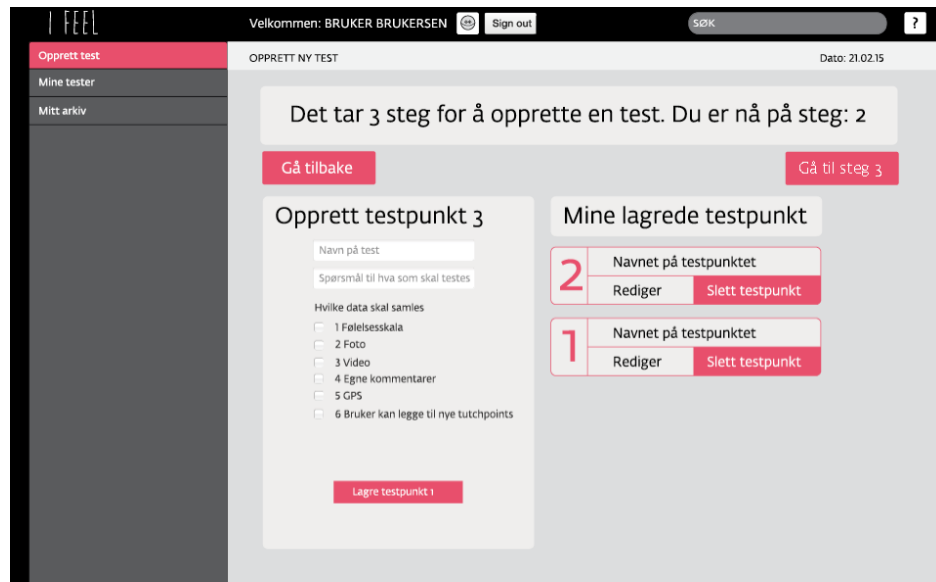 I FEEL
Velkommen: BRUKER BRUKERSEN
Sign out
SØK
?
Opprett test
Mine tester
Mitt arkiv
OPPRETT NY TEST
Dato: 21.02.15
Det tar 3 steg for å opprette en test. Du er nå på steg: 2
Gå tilbake
Gå til steg 3
Opprett testpunkt 3
Navn på test
Spørsmål til hva som skal testes
Hvilke data skal samles
1 Følelsesskala
2 Foto
3 Video
4 Egne kommentarer
5 GPS
6 Bruker kan legge til nye tutchpoints
Lagre testpunkt 1
Mine lagrede testpunkt
2
Navnet på testpunktet
Rediger
Slett testpunkt
1
Navnet på testpunktet
Rediger
Slett testpunkt